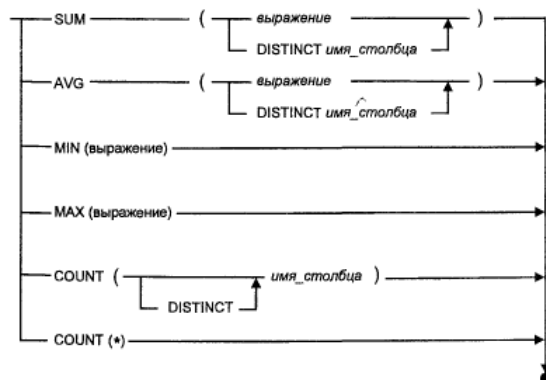 SUM ( выражение )
DISTINCT имя_столбца
AVG ( выражение )
DISTINCT имя_столбца
MIN (выражение)
MAX (выражение)
COUNT ( имя_столбца )
DISTINCT
COUNT (*)